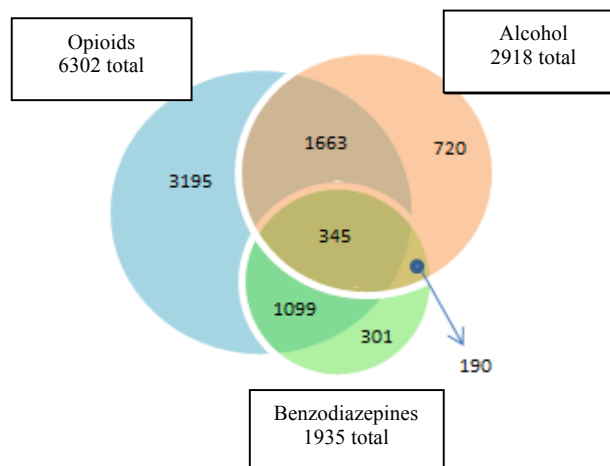 Opioids
6302 total
Alcohol
2918 total
1663
720
3195
345
1099
301
190
Benzodiazepines
1935 total